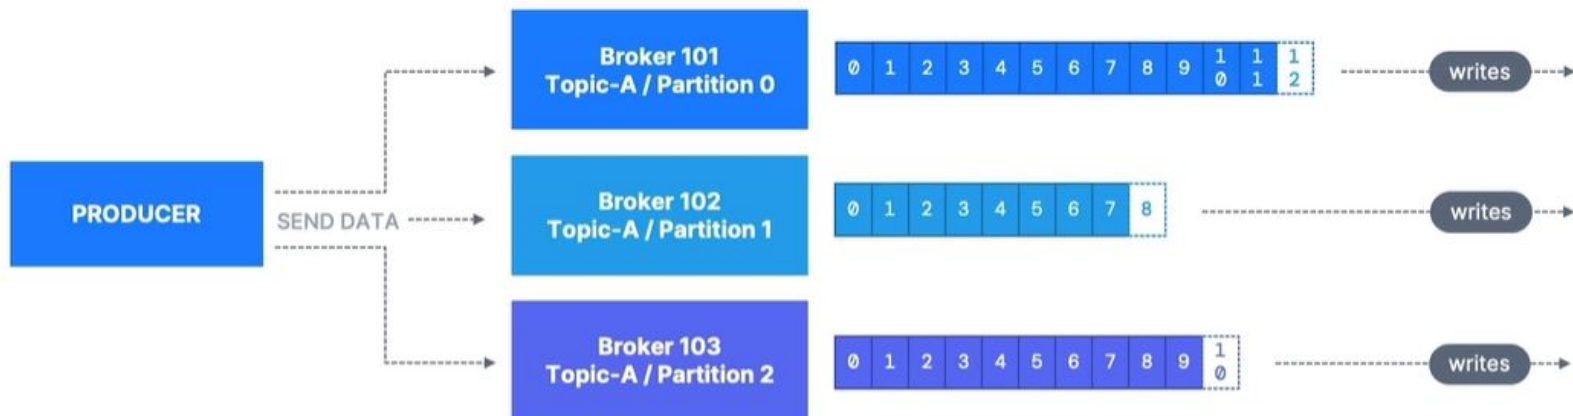 Broker 101
Topic-A / Partition 0
0 1 2 3 4 5 6 7 8 9 10 11 12
writes
PRODUCER
SEND DATA
Broker 102
Topic-A / Partition 1
0 1 2 3 4 5 6 7 8
writes
Broker 103
Topic-A / Partition 2
0 1 2 3 4 5 6 7 8 9 10
writes